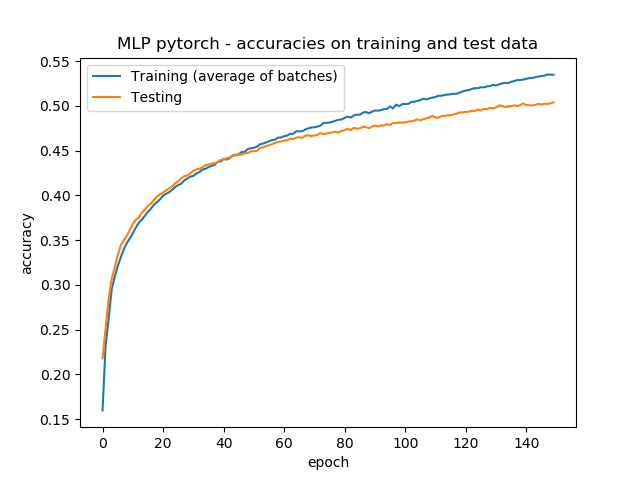 MLP pytorch - accuracies on training and test data
Training (average of batches)
Testing
accuracy
0.55
0.50
0.45
0.40
0.35
0.30
0.25
0.20
0.15
0 20 40 60 80 100 120 140
epoch